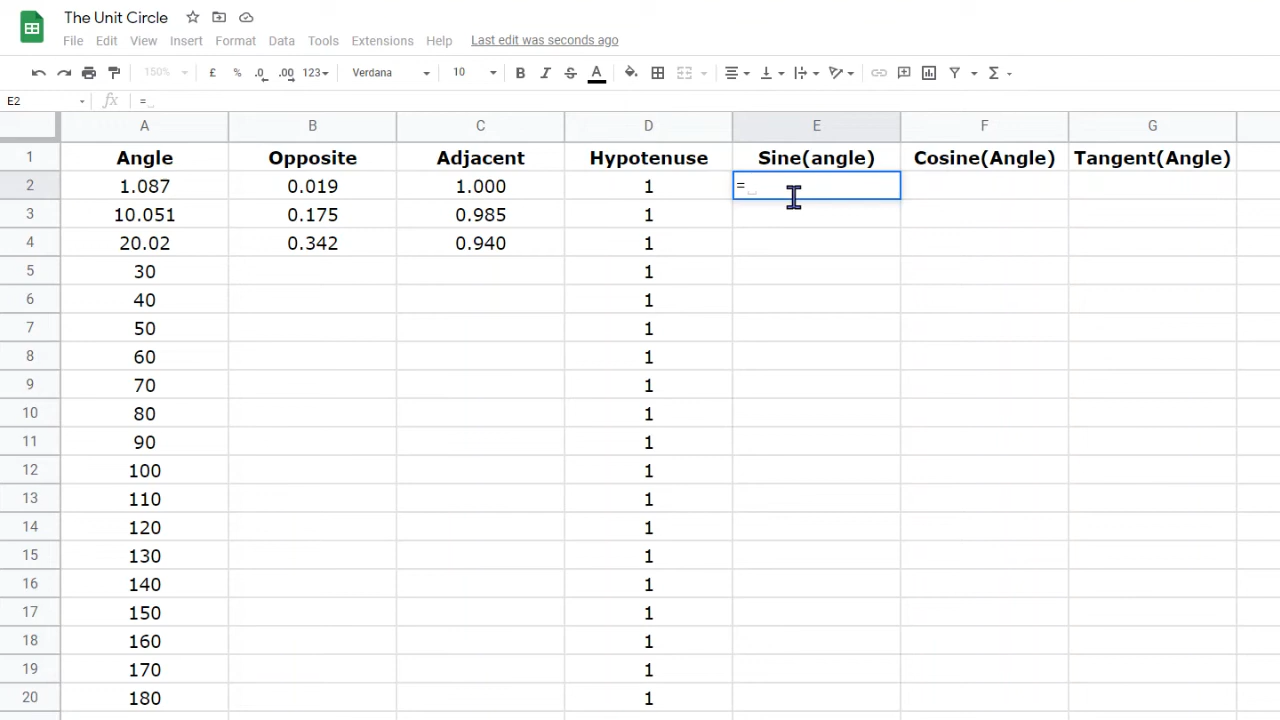 The Unit Circle
File Edit View Insert Format Data Tools Extensions Help Last edit was seconds ago
150% £ % .0 .00 123 Verdana 10 B I S A Σ
E2 fx =
A B C D E F G
1 Angle Opposite Adjacent Hypotenuse Sine(angle) Cosine(Angle) Tangent(Angle)
2 1.087 0.019 1.000 1 =
3 10.051 0.175 0.985 1
4 20.02 0.342 0.940 1
5 30 1
6 40 1
7 50 1
8 60 1
9 70 1
10 80 1
11 90 1
12 100 1
13 110 1
14 120 1
15 130 1
16 140 1
17 150 1
18 160 1
19 170 1
20 180 1